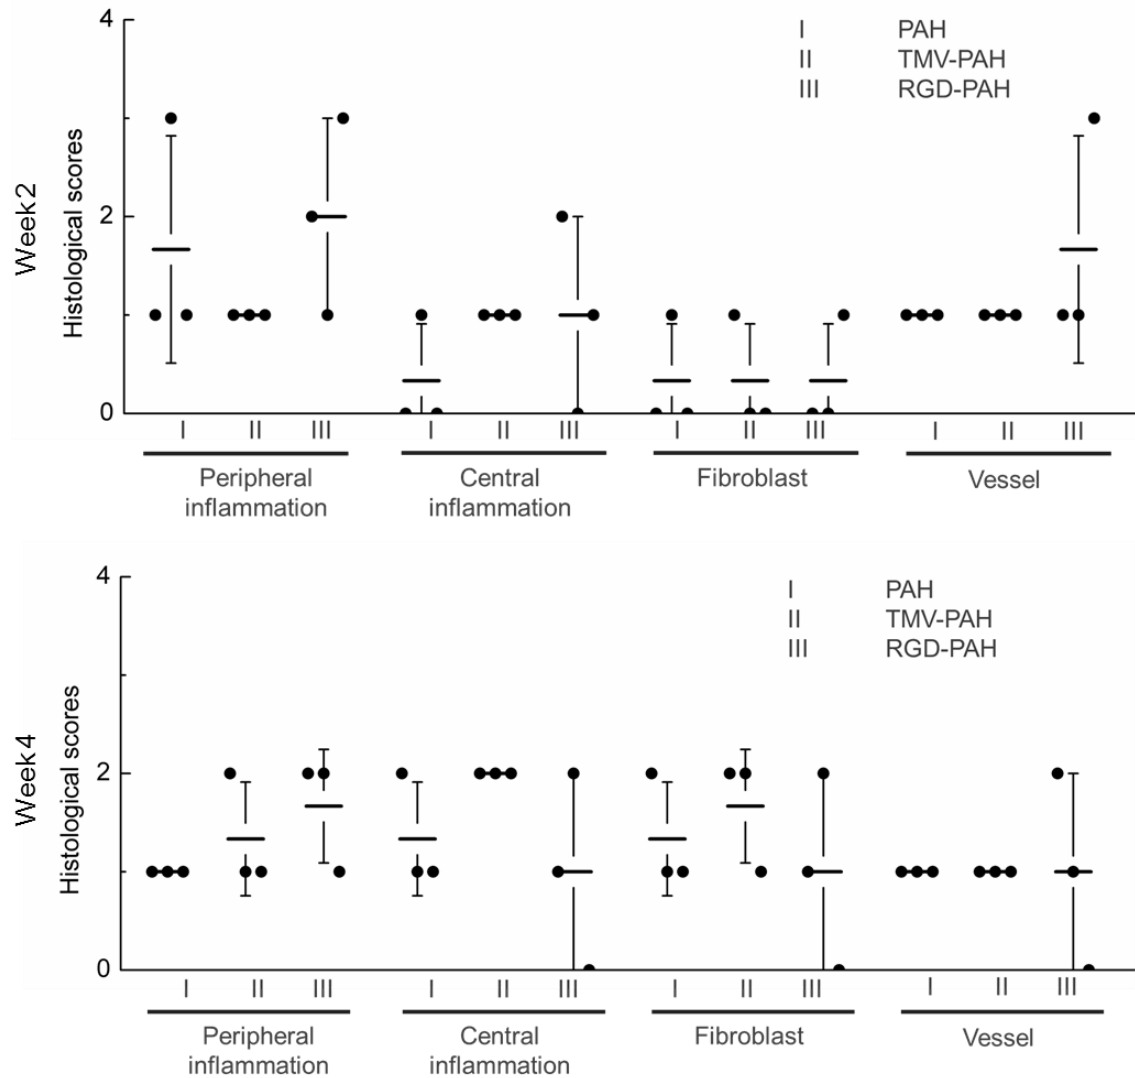 4
I PAH
II TMV-PAH
III RGD-PAH
Week 2
Histological scores
2
0
I II III I II III I II III I II III
Peripheral inflammation
Central inflammation
Fibroblast
Vessel
4
I PAH
II TMV-PAH
III RGD-PAH
Week 4
Histological scores
2
0
I II III I II III I II III I II III
Peripheral inflammation
Central inflammation
Fibroblast
Vessel